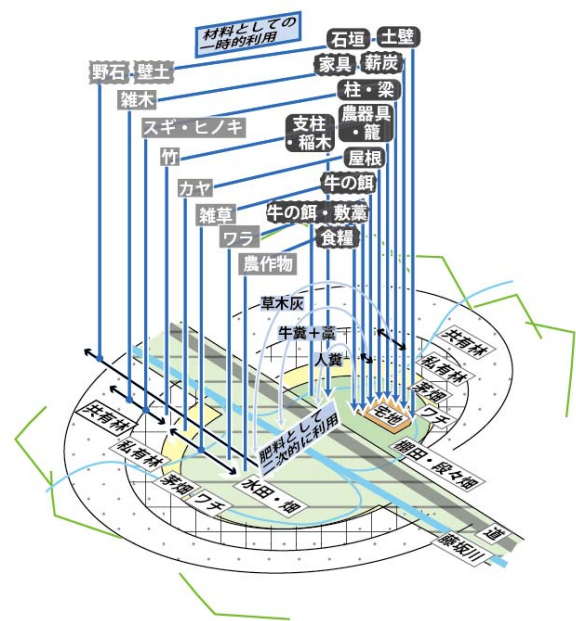 材料としての
一時的利用
石垣
土壁
野石
壁土
家具
薪炭
雑木
柱・梁
スギ・ヒノキ
支柱
・稲木
農器具
・籠
竹
屋根
カヤ
牛の餌
雑草
牛の餌・敷藁
ワラ
食糧
農作物
草木灰
牛糞+藁
人糞
共有林
私有林
茅畑
ワチ
宅地
棚田・段々畑
肥料として
二次的に利用
共有林
私有林
茅畑
ワチ
水田・畑
道
藤坂川